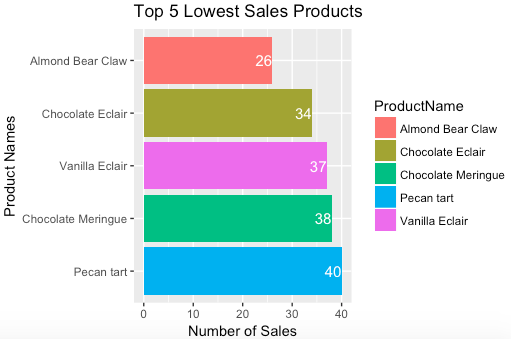 Top 5 Lowest Sales Products
Product Names
Almond Bear Claw
26
Chocolate Eclair
34
Vanilla Eclair
37
Chocolate Meringue
38
Pecan tart
40
0 10 20 30 40
Number of Sales
ProductName
Almond Bear Claw
Chocolate Eclair
Chocolate Meringue
Pecan tart
Vanilla Eclair